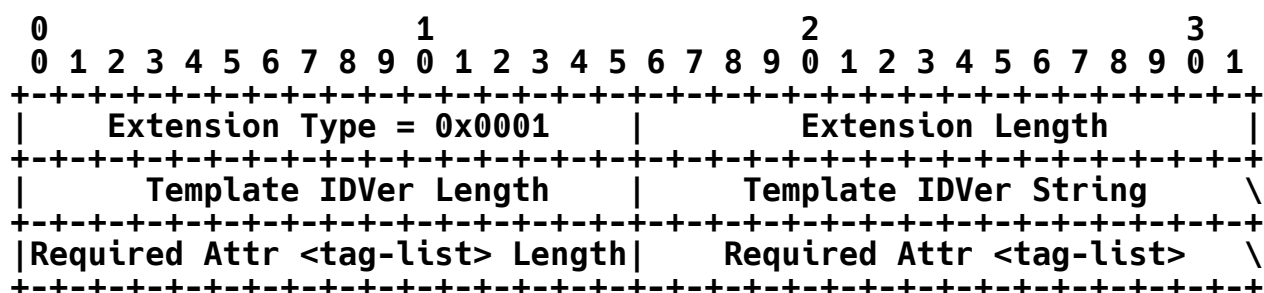 0                   1                   2                   3
 0 1 2 3 4 5 6 7 8 9 0 1 2 3 4 5 6 7 8 9 0 1 2 3 4 5 6 7 8 9 0 1
+-+-+-+-+-+-+-+-+-+-+-+-+-+-+-+-+-+-+-+-+-+-+-+-+-+-+-+-+-+-+-+-+
|    Extension Type = 0x0001    |        Extension Length       |
+-+-+-+-+-+-+-+-+-+-+-+-+-+-+-+-+-+-+-+-+-+-+-+-+-+-+-+-+-+-+-+-+
|      Template IDVer Length    |     Template IDVer String     \
+-+-+-+-+-+-+-+-+-+-+-+-+-+-+-+-+-+-+-+-+-+-+-+-+-+-+-+-+-+-+-+-+
|Required Attr <tag-list> Length|    Required Attr <tag-list>   \
+-+-+-+-+-+-+-+-+-+-+-+-+-+-+-+-+-+-+-+-+-+-+-+-+-+-+-+-+-+-+-+-+